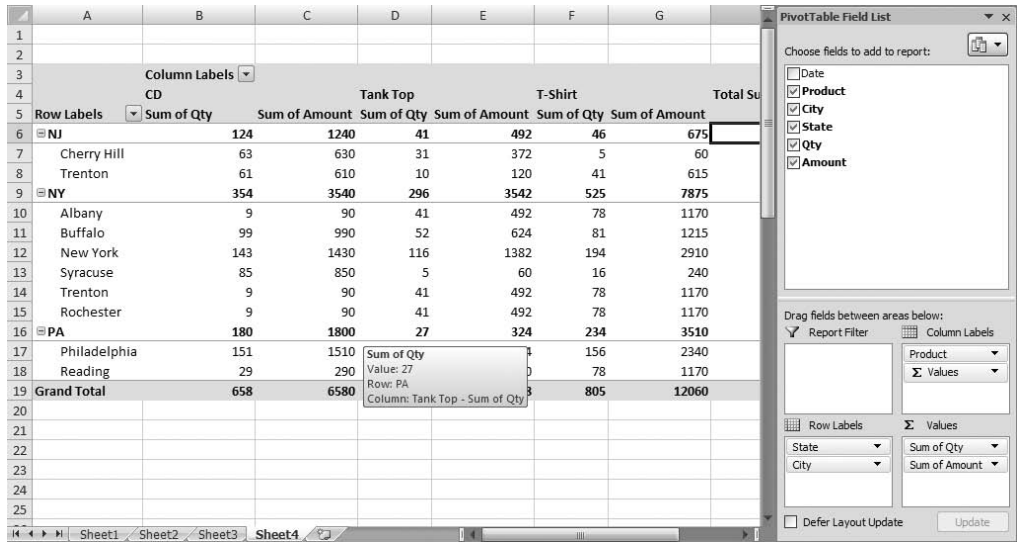 A B C D E F G
1
2
3 Column Labels
4 CD Tank Top T-Shirt Total Su
5 Row Labels Sum of Qty Sum of Amount Sum of Qty Sum of Amount Sum of Qty Sum of Amount
6 NJ 124 1240 41 492 46 675
7 Cherry Hill 63 630 31 372 5 60
8 Trenton 61 610 10 120 41 615
9 NY 354 3540 296 3542 525 7875
10 Albany 9 90 41 492 78 1170
11 Buffalo 99 990 52 624 81 1215
12 New York 143 1430 116 1382 194 2910
13 Syracuse 85 850 5 60 16 240
14 Trenton 9 90 41 492 78 1170
15 Rochester 9 90 41 492 78 1170
16 PA 180 1800 27 324 234 3510
17 Philadelphia 151 1510 156 2340
18 Reading 29 290 78 1170
19 Grand Total 658 6580 805 12060
Sum of Qty
Value: 27
Row: PA
Column: Tank Top - Sum of Qty
20
21
22
23
24
25
Sheet1 Sheet2 Sheet3 Sheet4
PivotTable Field List
Choose fields to add to report:
Date
Product
City
State
Qty
Amount
Drag fields between areas below:
Report Filter Column Labels
Product
Σ Values
Row Labels Σ Values
State Sum of Qty
City Sum of Amount
Defer Layout Update Update